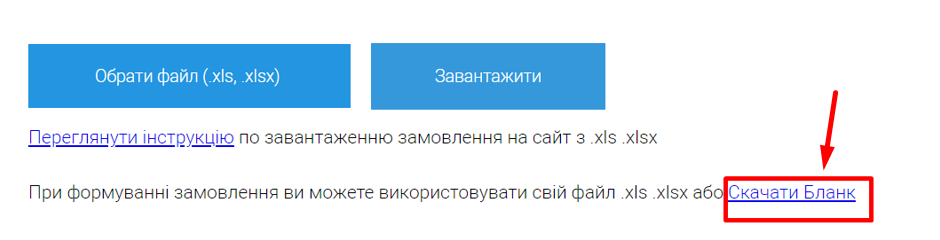 Обрати файл (.xls, .xlsx) Завантажити
Переглянути інструкцію по завантаженню замовлення на сайт з .xls .xlsx
При формуванні замовлення ви можете використовувати свій файл .xls .xlsx або Скачати Бланк